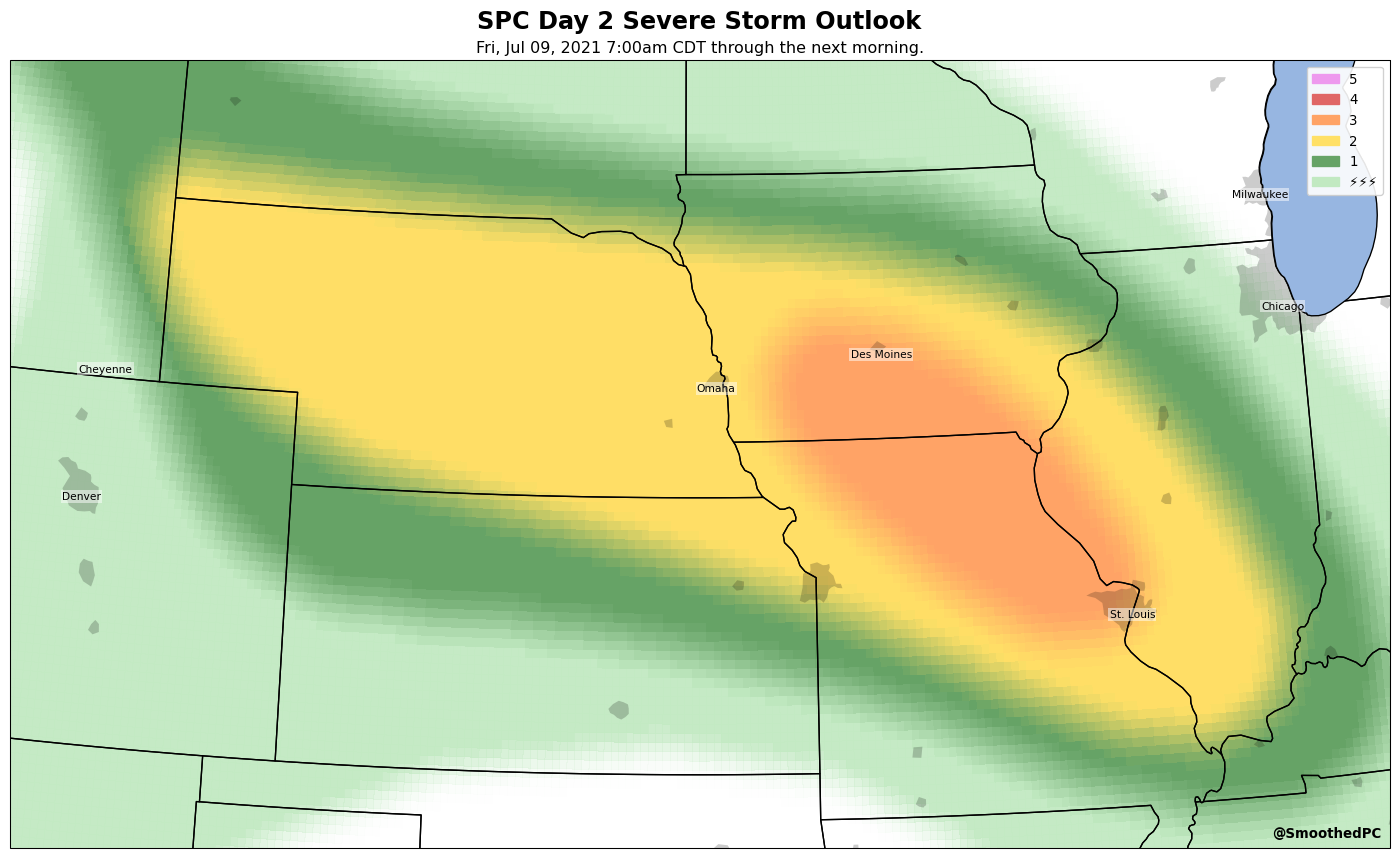 SPC Day 2 Severe Storm Outlook
Fri, Jul 09, 2021 7:00am CDT through the next morning.
5
4
3
2
1
⚡⚡⚡
Milwaukee
Chicago
Des Moines
Cheyenne
Omaha
Denver
St. Louis
@SmoothedPC